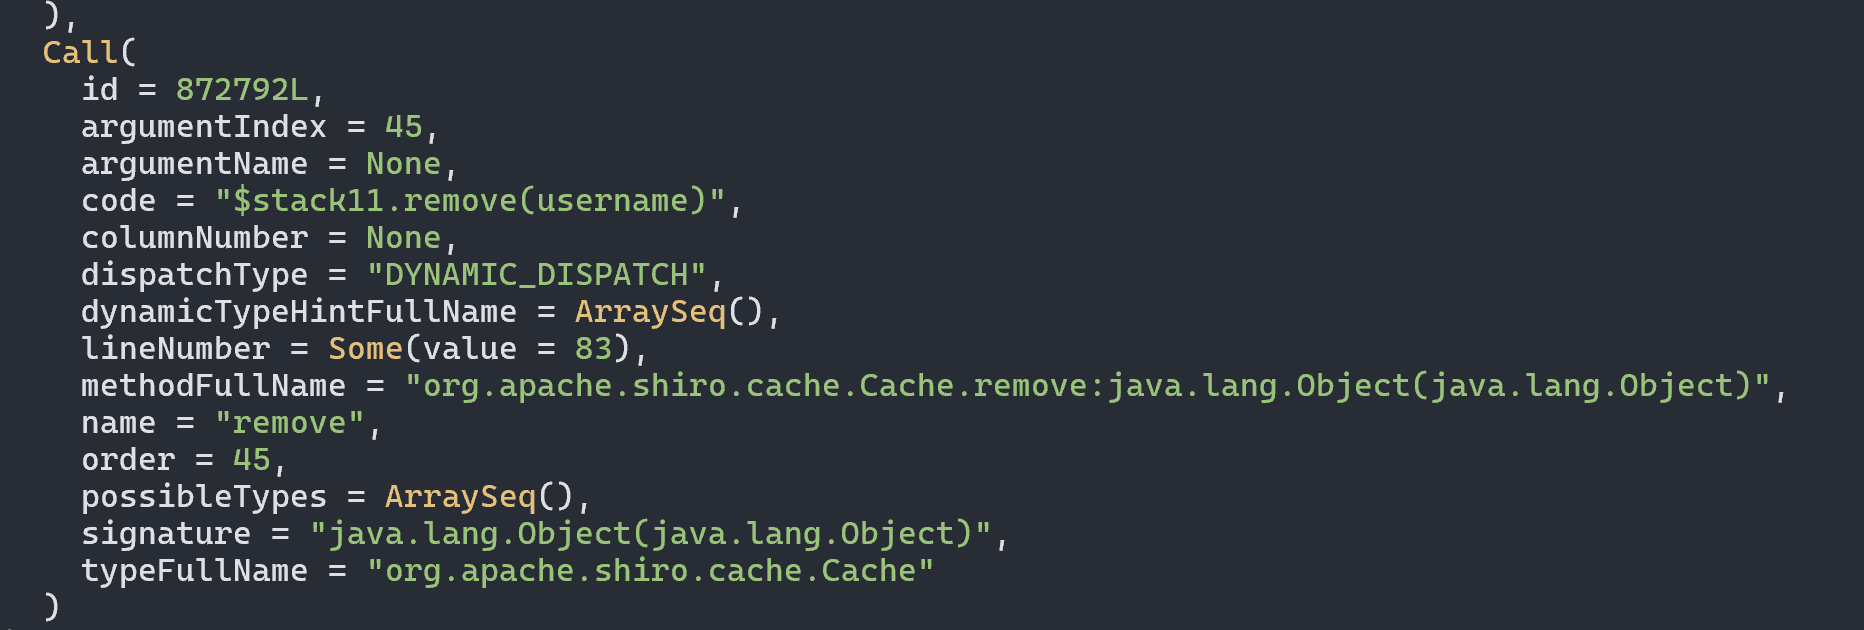 ),
Call(
id = 872792L,
argumentIndex = 45,
argumentName = None,
code = "$stack11.remove(username)",
columnNumber = None,
dispatchType = "DYNAMIC_DISPATCH",
dynamicTypeHintFullName = ArraySeq(),
lineNumber = Some(value = 83),
methodFullName = "org.apache.shiro.cache.Cache.remove:java.lang.Object(java.lang.Object)",
name = "remove",
order = 45,
possibleTypes = ArraySeq(),
signature = "java.lang.Object(java.lang.Object)",
typeFullName = "org.apache.shiro.cache.Cache"
)